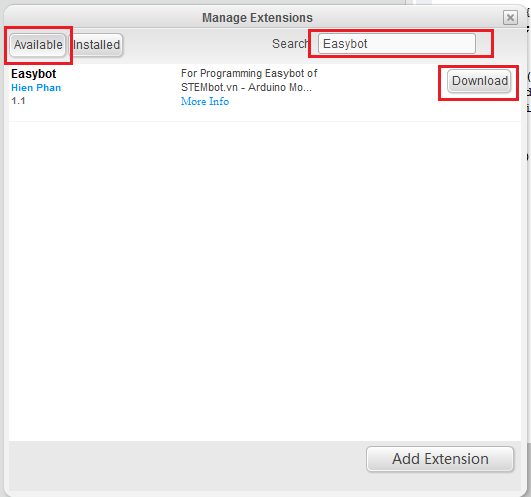 Manage Extensions
Available Installed Search Easybot
Easybot
Hien Phan
1.1
For Programming Easybot of
STEMbot.vn - Arduino Mo...
More Info
Download
Add Extension